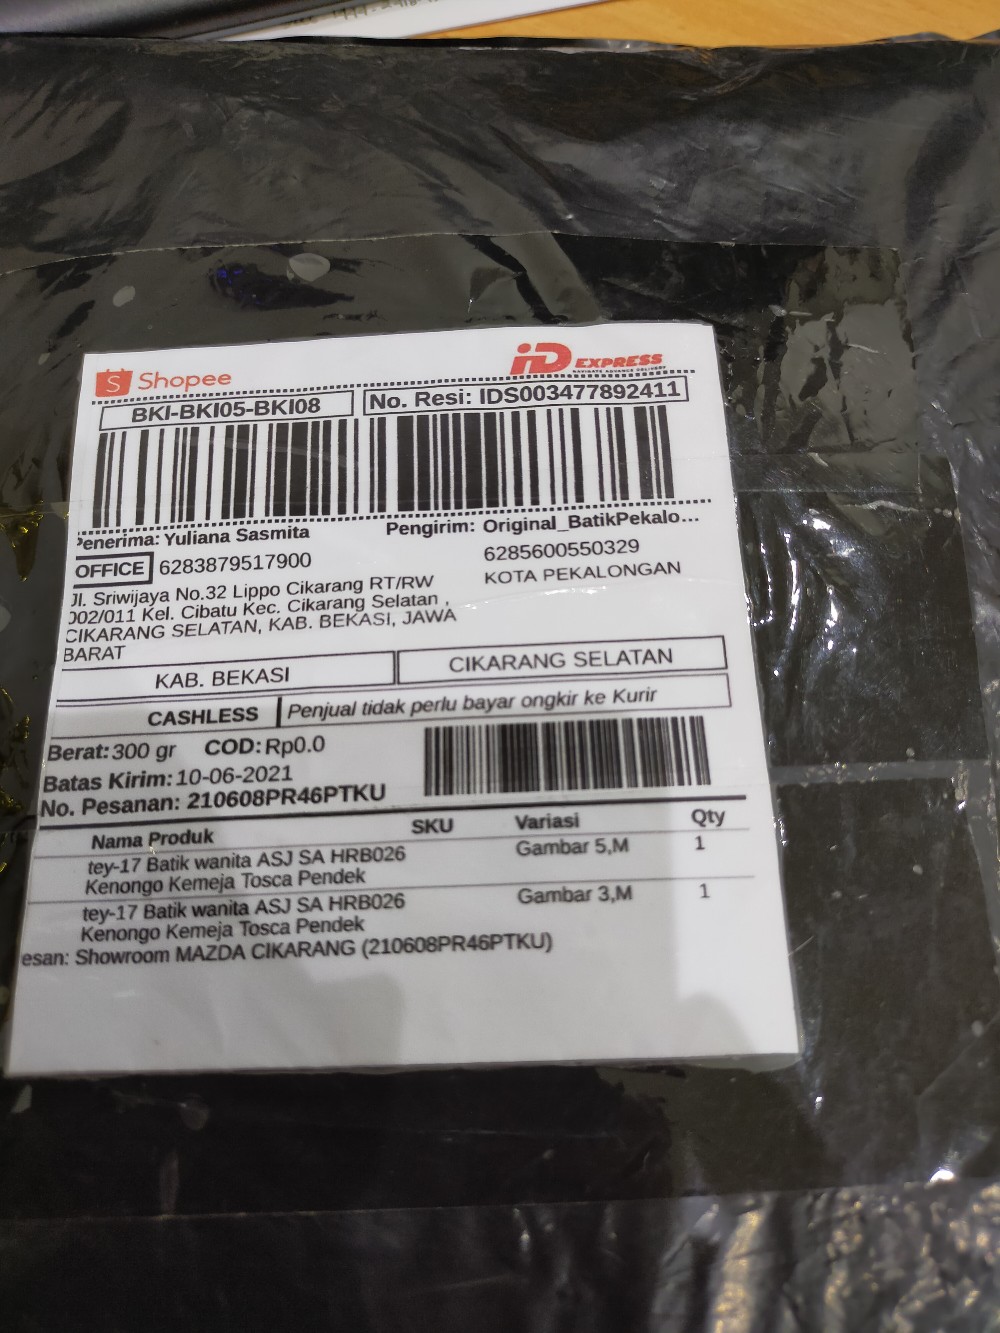 Shopee
iD EXPRESS
BKI-BKI05-BKI08
No. Resi: IDS003477892411
Penerima: Yuliana Sasmita
Pengirim: Original_BatikPekalo...
OFFICE 6283879517900
6285600550329
KOTA PEKALONGAN
Jl. Sriwijaya No.32 Lippo Cikarang RT/RW
002/011 Kel. Cibatu Kec. Cikarang Selatan ,
CIKARANG SELATAN, KAB. BEKASI, JAWA
BARAT
KAB. BEKASI
CIKARANG SELATAN
CASHLESS
Penjual tidak perlu bayar ongkir ke Kurir
Berat: 300 gr COD: Rp0.0
Batas Kirim: 10-06-2021
No. Pesanan: 210608PR46PTKU
Nama Produk SKU Variasi Qty
tey-17 Batik wanita ASJ SA HRB026 Gambar 5,M 1
Kenongo Kemeja Tosca Pendek
tey-17 Batik wanita ASJ SA HRB026 Gambar 3,M 1
Kenongo Kemeja Tosca Pendek
esan: Showroom MAZDA CIKARANG (210608PR46PTKU)